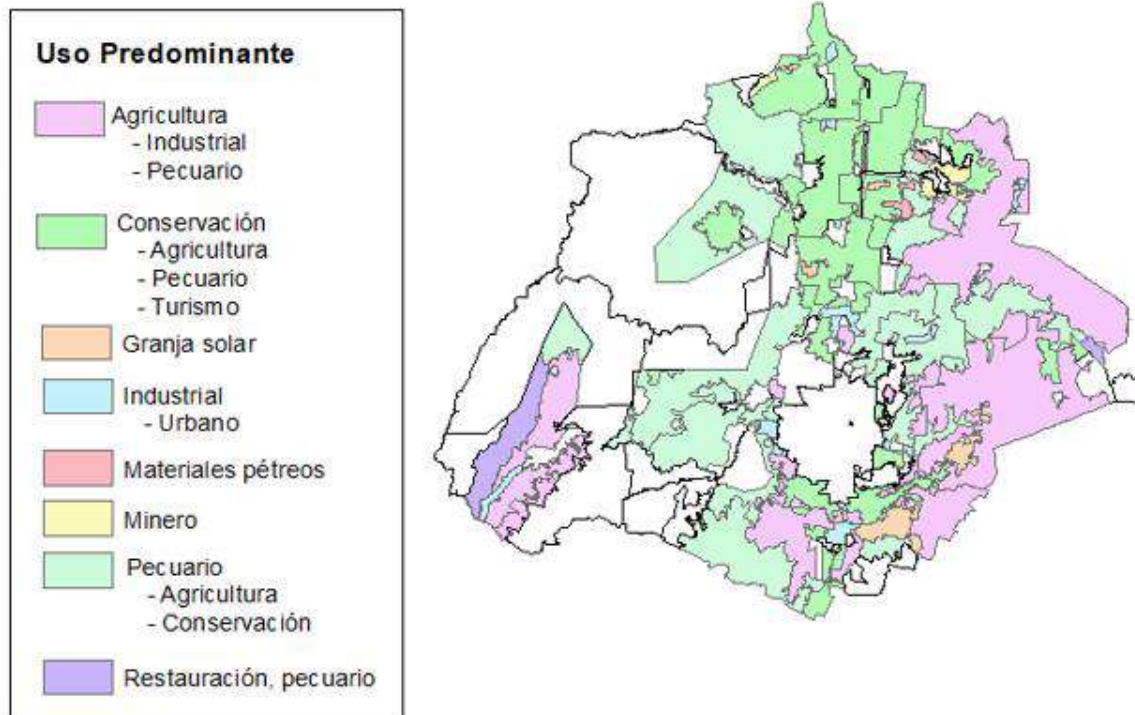 Uso Predominante
Agricultura
- Industrial
- Pecuario
Conservación
- Agricultura
- Pecuario
- Turismo
Granja solar
Industrial
- Urbano
Materiales pétreos
Minero
Pecuario
- Agricultura
- Conservación
Restauración, pecuario